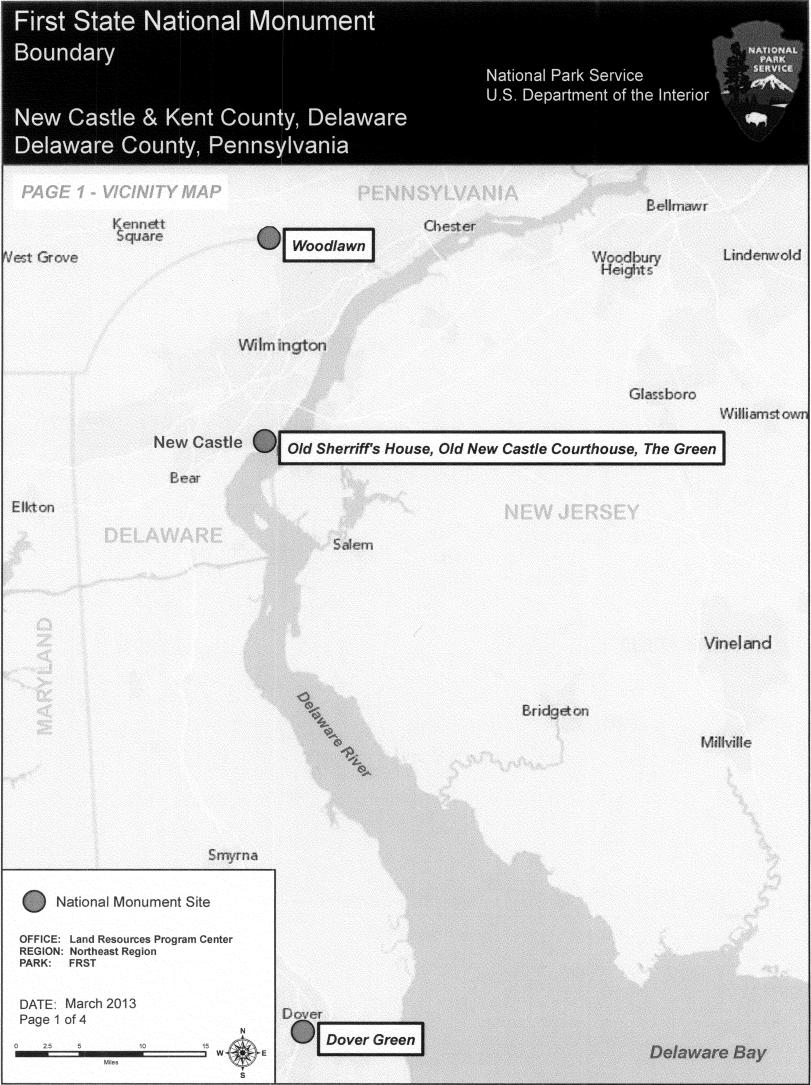 First State National Monument
Boundary
National Park Service
U.S. Department of the Interior
NATIONAL
PARK
SERVICE
New Castle & Kent County, Delaware
Delaware County, Pennsylvania
PAGE 1 - VICINITY MAP
PENNSYLVANIA
Bellmawr
Kennett
Square
Chester
Woodlawn
West Grove
Woodbury
Heights
Lindenwold
Wilmington
Glassboro
Williamstown
New Castle
Old Sherriff's House, Old New Castle Courthouse, The Green
Bear
Elkton
NEW JERSEY
DELAWARE
Salem
MARYLAND
Vineland
Delaware River
Bridgeton
Millville
Smyrna
National Monument Site
OFFICE: Land Resources Program Center
REGION: Northeast Region
PARK: FRST
DATE: March 2013
Page 1 of 4
0 2.5 5 10 15
Miles
N
W E
S
Dover
Dover Green
Delaware Bay